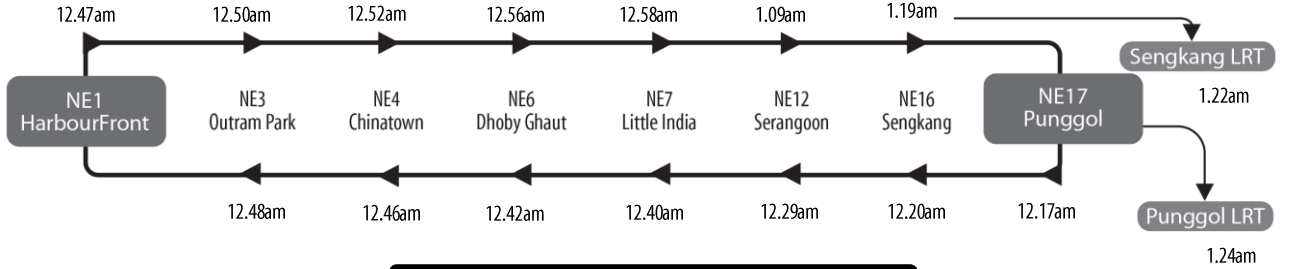 12.47am 12.50am 12.52am 12.56am 12.58am 1.09am 1.19am
Sengkang LRT
1.22am
NE1
HarbourFront
NE3
Outram Park
NE4
Chinatown
NE6
Dhoby Ghaut
NE7
Little India
NE12
Serangoon
NE16
Sengkang
NE17
Punggol
12.48am 12.46am 12.42am 12.40am 12.29am 12.20am 12.17am
Punggol LRT
1.24am